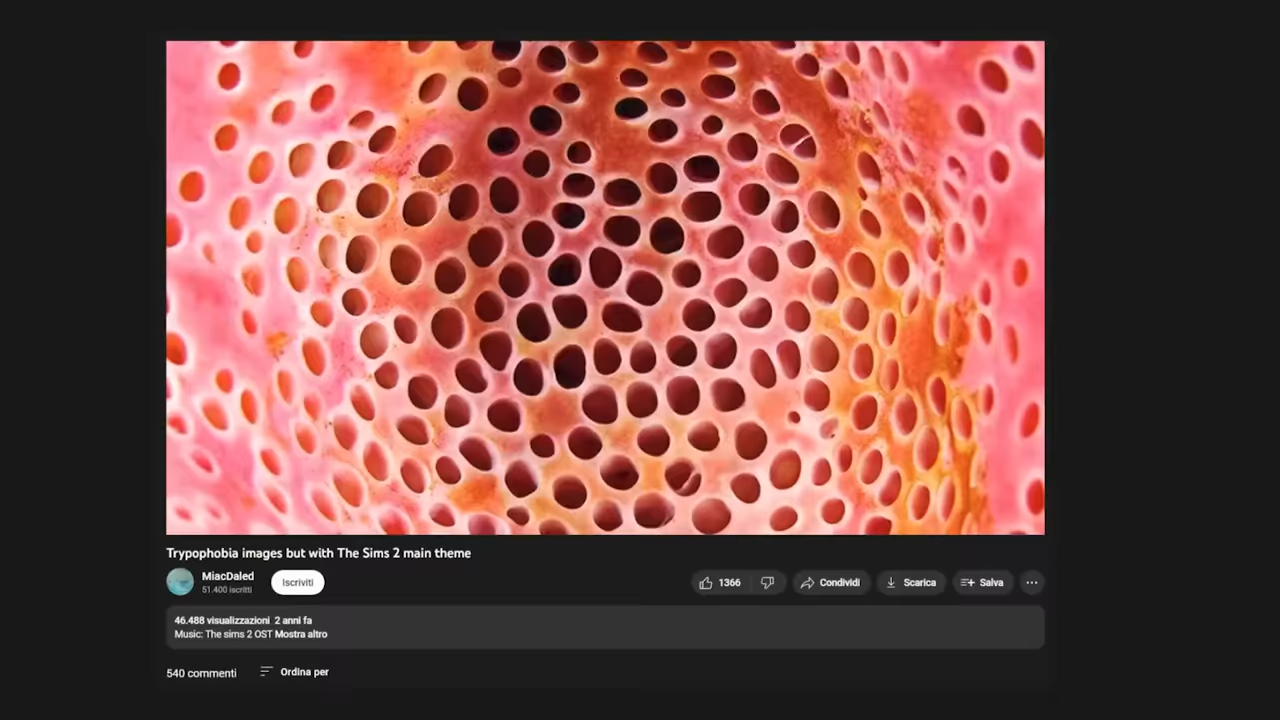 Trypophobia images but with The Sims 2 main theme
MiacDaled
51.400 iscritti
Iscriviti
1366
Condividi
Scarica
Salva
46.488 visualizzazioni 2 anni fa
Music: The sims 2 OST Mostra altro
540 commenti
Ordina per